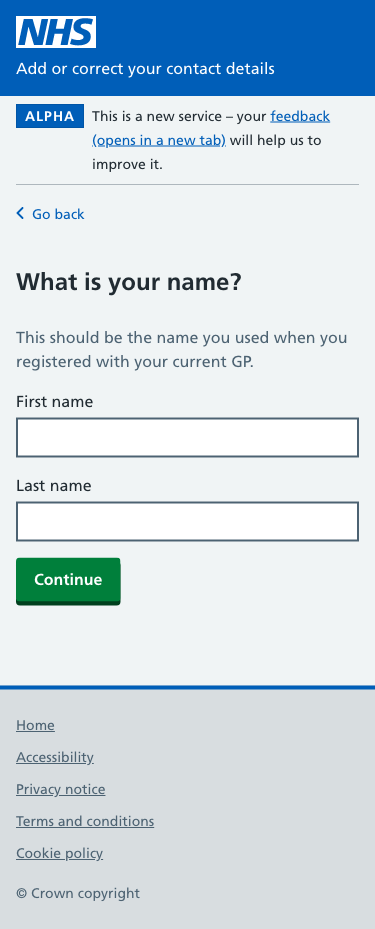 NHS
Add or correct your contact details
ALPHA This is a new service – your feedback
(opens in a new tab) will help us to
improve it.
Go back
What is your name?
This should be the name you used when you
registered with your current GP.
First name
Last name
Continue
Home
Accessibility
Privacy notice
Terms and conditions
Cookie policy
© Crown copyright